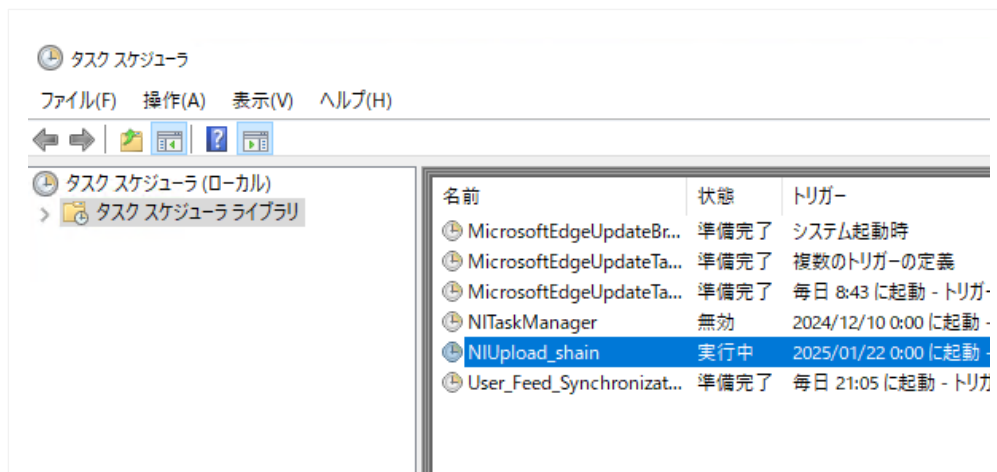 タスク スケジューラ
ファイル(F) 操作(A) 表示(V) ヘルプ(H)
タスク スケジューラ (ローカル)
タスク スケジューラ ライブラリ
名前 状態 トリガー
MicrosoftEdgeUpdateBr... 準備完了 システム起動時
MicrosoftEdgeUpdateTa... 準備完了 複数のトリガーの定義
MicrosoftEdgeUpdateTa... 準備完了 毎日 8:43 に起動 - トリガー
NITaskManager 無効 2024/12/10 0:00 に起動 -
NIUpload_shain 実行中 2025/01/22 0:00 に起動 -
User_Feed_Synchronizat... 準備完了 毎日 21:05 に起動 - トリガ